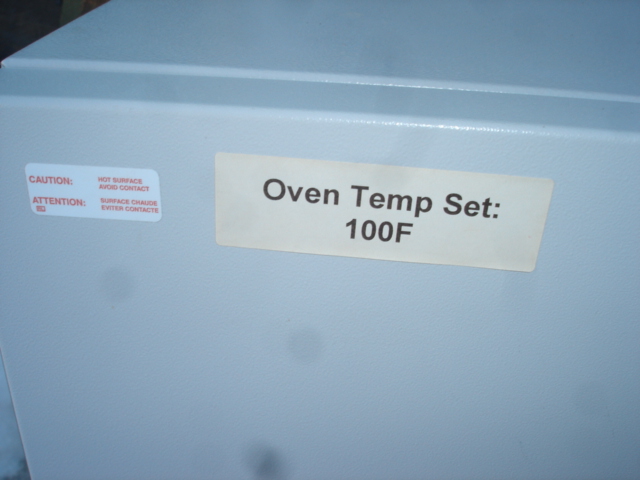 CAUTION: HOT SURFACE
AVOID CONTACT
ATTENTION: SURFACE CHAUDE
EVITER CONTACTE
Oven Temp Set:
100F